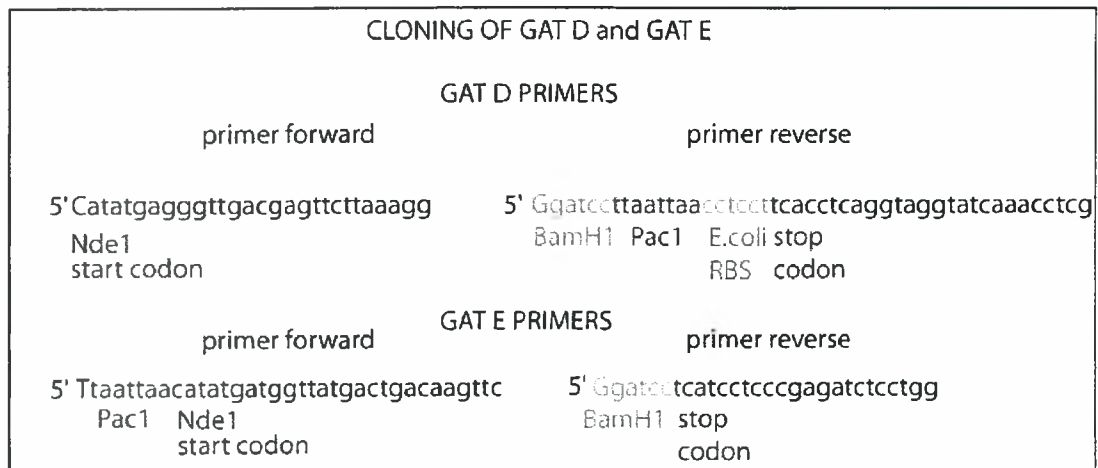 CLONING OF GAT D and GAT E
GAT D PRIMERS
primer forward primer reverse
5' Catatgagggttgacgagttcttaaagg 5' Ggatccttaattaacctccttcacctcaggtaggtatcaaacctcg
Nde1 BamH1 Pac1 E.coli stop
start codon RBS codon
GAT E PRIMERS
primer forward primer reverse
5' Ttaattaacatatgatggttatgactgacaagttc 5' Ggatcctcatcctcccgagatctcctgg
Pac1 Nde1 BamH1 stop
start codon codon